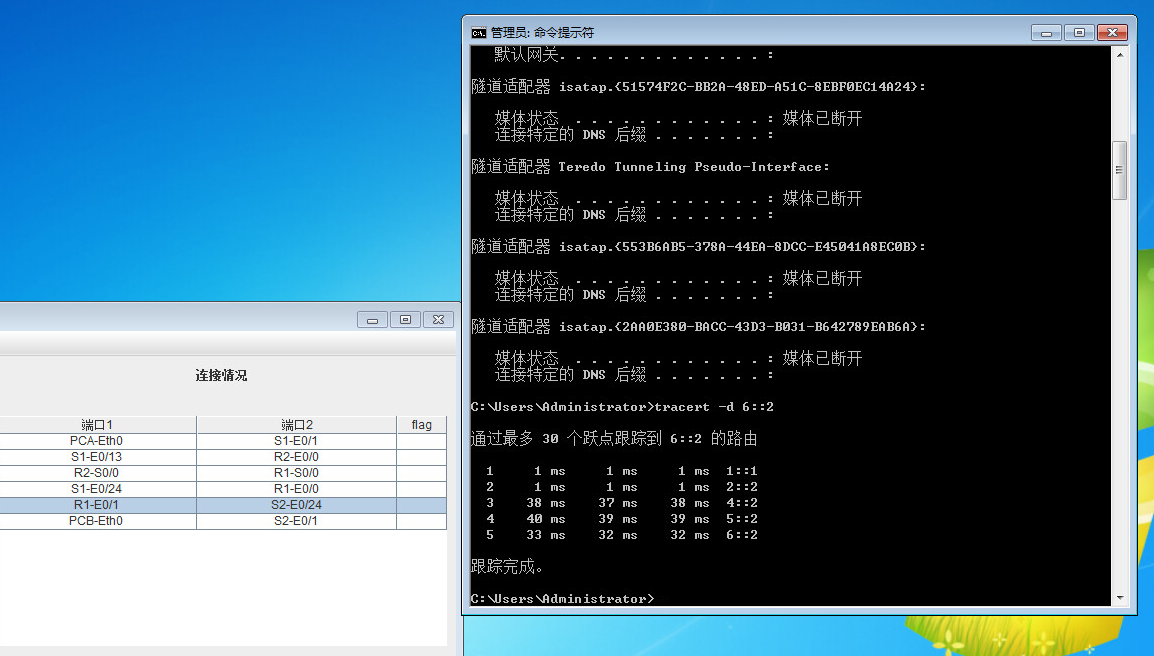 管理员: 命令提示符
默认网关. . . . . . . . . . . . . :
隧道适配器 isatap.{51574F2C-BB2A-48ED-A51C-8EBF0EC14A24}:
媒体状态  . . . . . . . . . . . . : 媒体已断开
连接特定的 DNS 后缀 . . . . . . . :
隧道适配器 Teredo Tunneling Pseudo-Interface:
媒体状态  . . . . . . . . . . . . : 媒体已断开
连接特定的 DNS 后缀 . . . . . . . :
隧道适配器 isatap.{553B6AB5-378A-44EA-8DCC-E45041A8EC0B}:
媒体状态  . . . . . . . . . . . . : 媒体已断开
连接特定的 DNS 后缀 . . . . . . . :
隧道适配器 isatap.{2AA0E380-BACC-43D3-B031-B642789EAB6A}:
媒体状态  . . . . . . . . . . . . : 媒体已断开
连接特定的 DNS 后缀 . . . . . . . :
C:\Users\Administrator>tracert -d 6::2
通过最多 30 个跃点跟踪到 6::2 的路由
1 1 ms 1 ms 1 ms 1::1
2 1 ms 1 ms 1 ms 2::2
3 38 ms 37 ms 38 ms 4::2
4 40 ms 39 ms 39 ms 5::2
5 33 ms 32 ms 32 ms 6::2
跟踪完成。
C:\Users\Administrator>
连接情况
端口1 端口2 flag
PCA-Eth0 S1-E0/1
S1-E0/13 R2-E0/0
R2-S0/0 R1-S0/0
S1-E0/24 R1-E0/0
R1-E0/1 S2-E0/24
PCB-Eth0 S2-E0/1